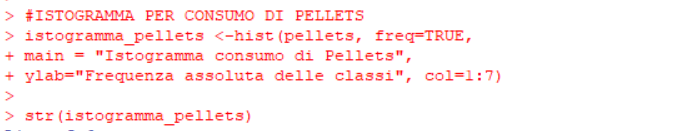 > #ISTOGRAMMA PER CONSUMO DI PELLETS
> istogramma_pellets <-hist(pellets, freq=TRUE,
+ main = "Istogramma consumo di Pellets",
+ ylab="Frequenza assoluta delle classi", col=1:7)
>
> str(istogramma_pellets)